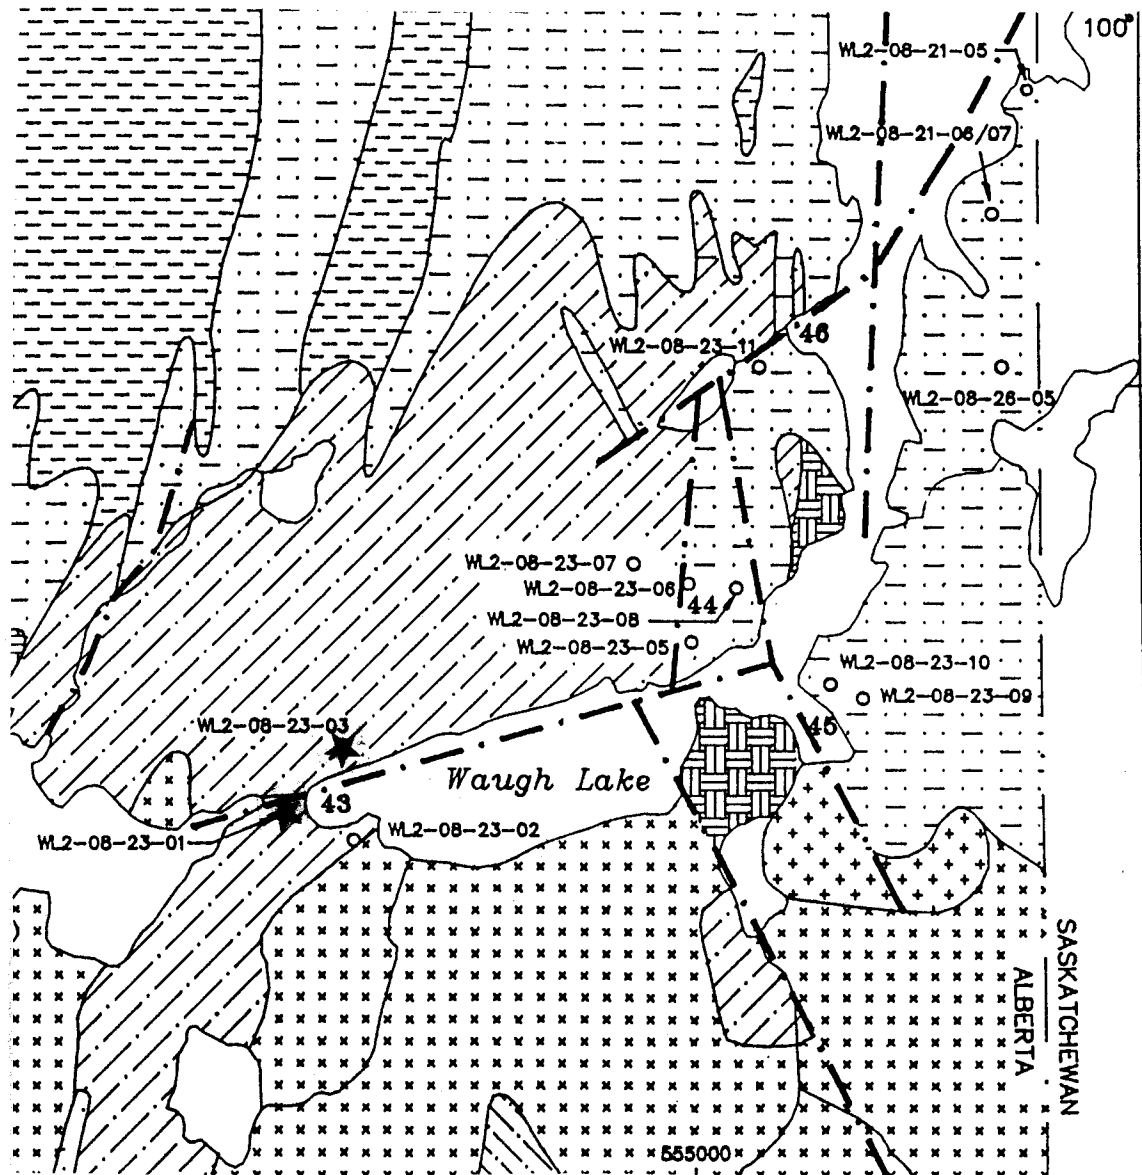 100°
WL2-08-21-05
WL2-08-21-06/07
46
WL2-08-23-11
WL2-08-26-05
WL2-08-23-07
WL2-08-23-06
44
WL2-08-23-08
WL2-08-23-05
WL2-08-23-10
WL2-08-23-09
WL2-08-23-03
45
Waugh Lake
43
WL2-08-23-02
WL2-08-23-01
SASKATCHEWAN
ALBERTA
555000